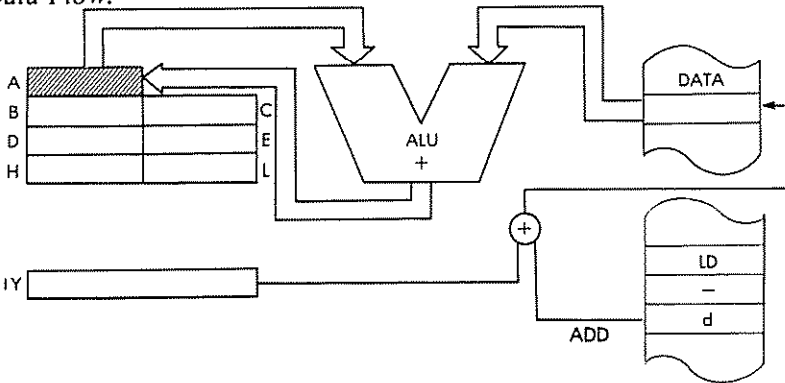 Data Flow:
DATA
A
B C
D E
H L
ALU
+
+
IY
LD
–
d
ADD